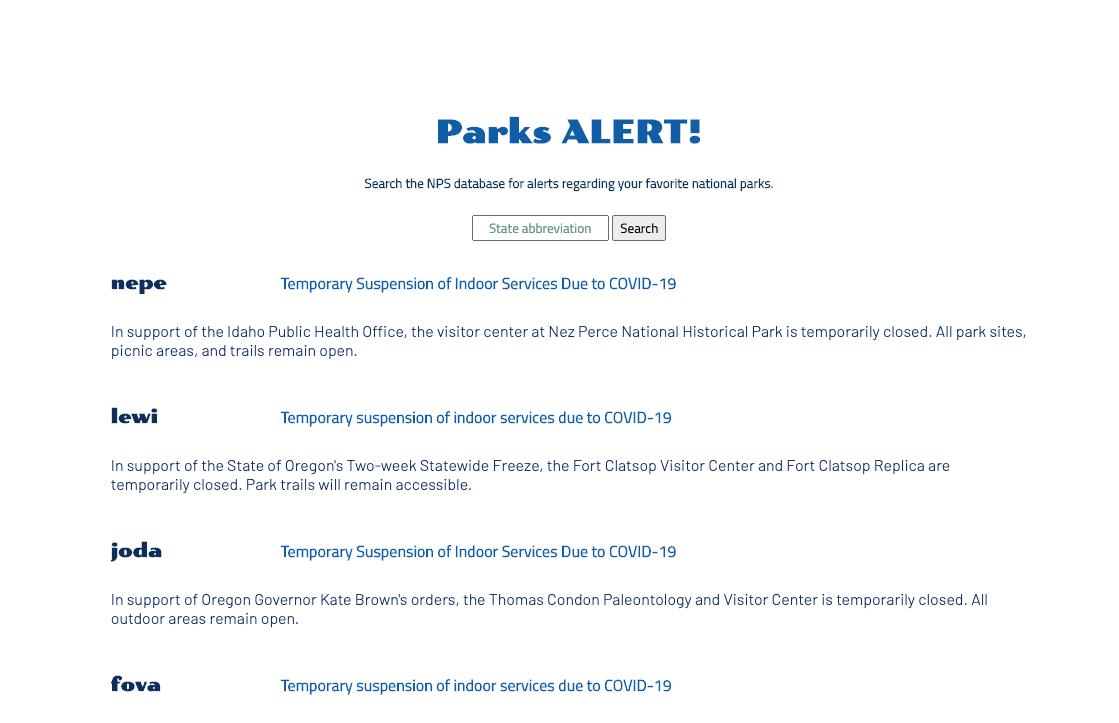 Parks ALERT!
Search the NPS database for alerts regarding your favorite national parks.
State abbreviation Search
nepe Temporary Suspension of Indoor Services Due to COVID-19
In support of the Idaho Public Health Office, the visitor center at Nez Perce National Historical Park is temporarily closed. All park sites,
picnic areas, and trails remain open.
lewi Temporary suspension of indoor services due to COVID-19
In support of the State of Oregon's Two-week Statewide Freeze, the Fort Clatsop Visitor Center and Fort Clatsop Replica are
temporarily closed. Park trails will remain accessible.
joda Temporary Suspension of Indoor Services Due to COVID-19
In support of Oregon Governor Kate Brown's orders, the Thomas Condon Paleontology and Visitor Center is temporarily closed. All
outdoor areas remain open.
fova Temporary suspension of indoor services due to COVID-19